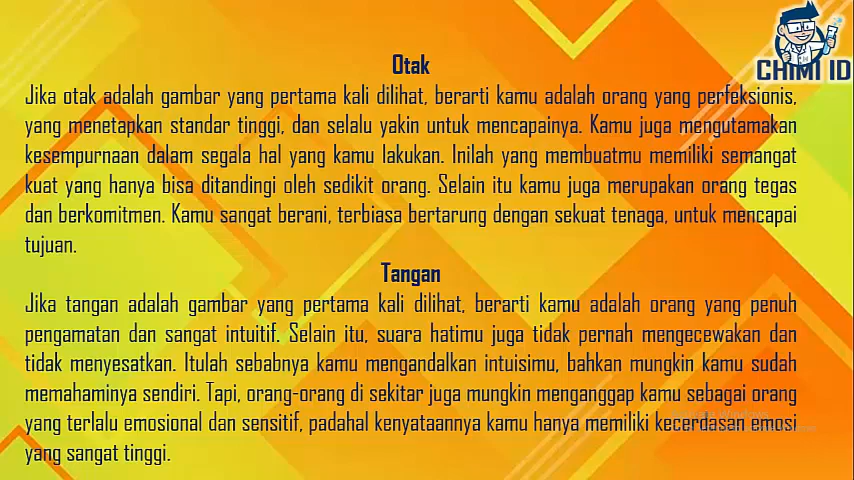 CHIMI ID
Otak
Jika otak adalah gambar yang pertama kali dilihat, berarti kamu adalah orang yang perfeksionis,
yang menetapkan standar tinggi, dan selalu yakin untuk mencapainya. Kamu juga mengutamakan
kesempurnaan dalam segala hal yang kamu lakukan. Inilah yang membuatmu memiliki semangat
kuat yang hanya bisa ditandingi oleh sedikit orang. Selain itu kamu juga merupakan orang tegas
dan berkomitmen. Kamu sangat berani, terbiasa bertarung dengan sekuat tenaga, untuk mencapai
tujuan.
Tangan
Jika tangan adalah gambar yang pertama kali dilihat, berarti kamu adalah orang yang penuh
pengamatan dan sangat intuitif. Selain itu, suara hatimu juga tidak pernah mengecewakan dan
tidak menyesatkan. Itulah sebabnya kamu mengandalkan intuisimu, bahkan mungkin kamu sudah
memahaminya sendiri. Tapi, orang-orang di sekitar juga mungkin menganggap kamu sebagai orang
yang terlalu emosional dan sensitif, padahal kenyataannya kamu hanya memiliki kecerdasan emosi
yang sangat tinggi.